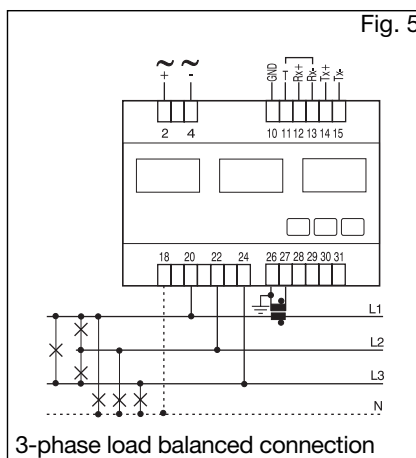 Fig. 5
~ ~
+ -
GND T Rx+ Rx- Tx+ Tx-
2 4 10 11 12 13 14 15
18 20 22 24 26 27 28 29 30 31
L1
L2
L3
N
3-phase load balanced connection